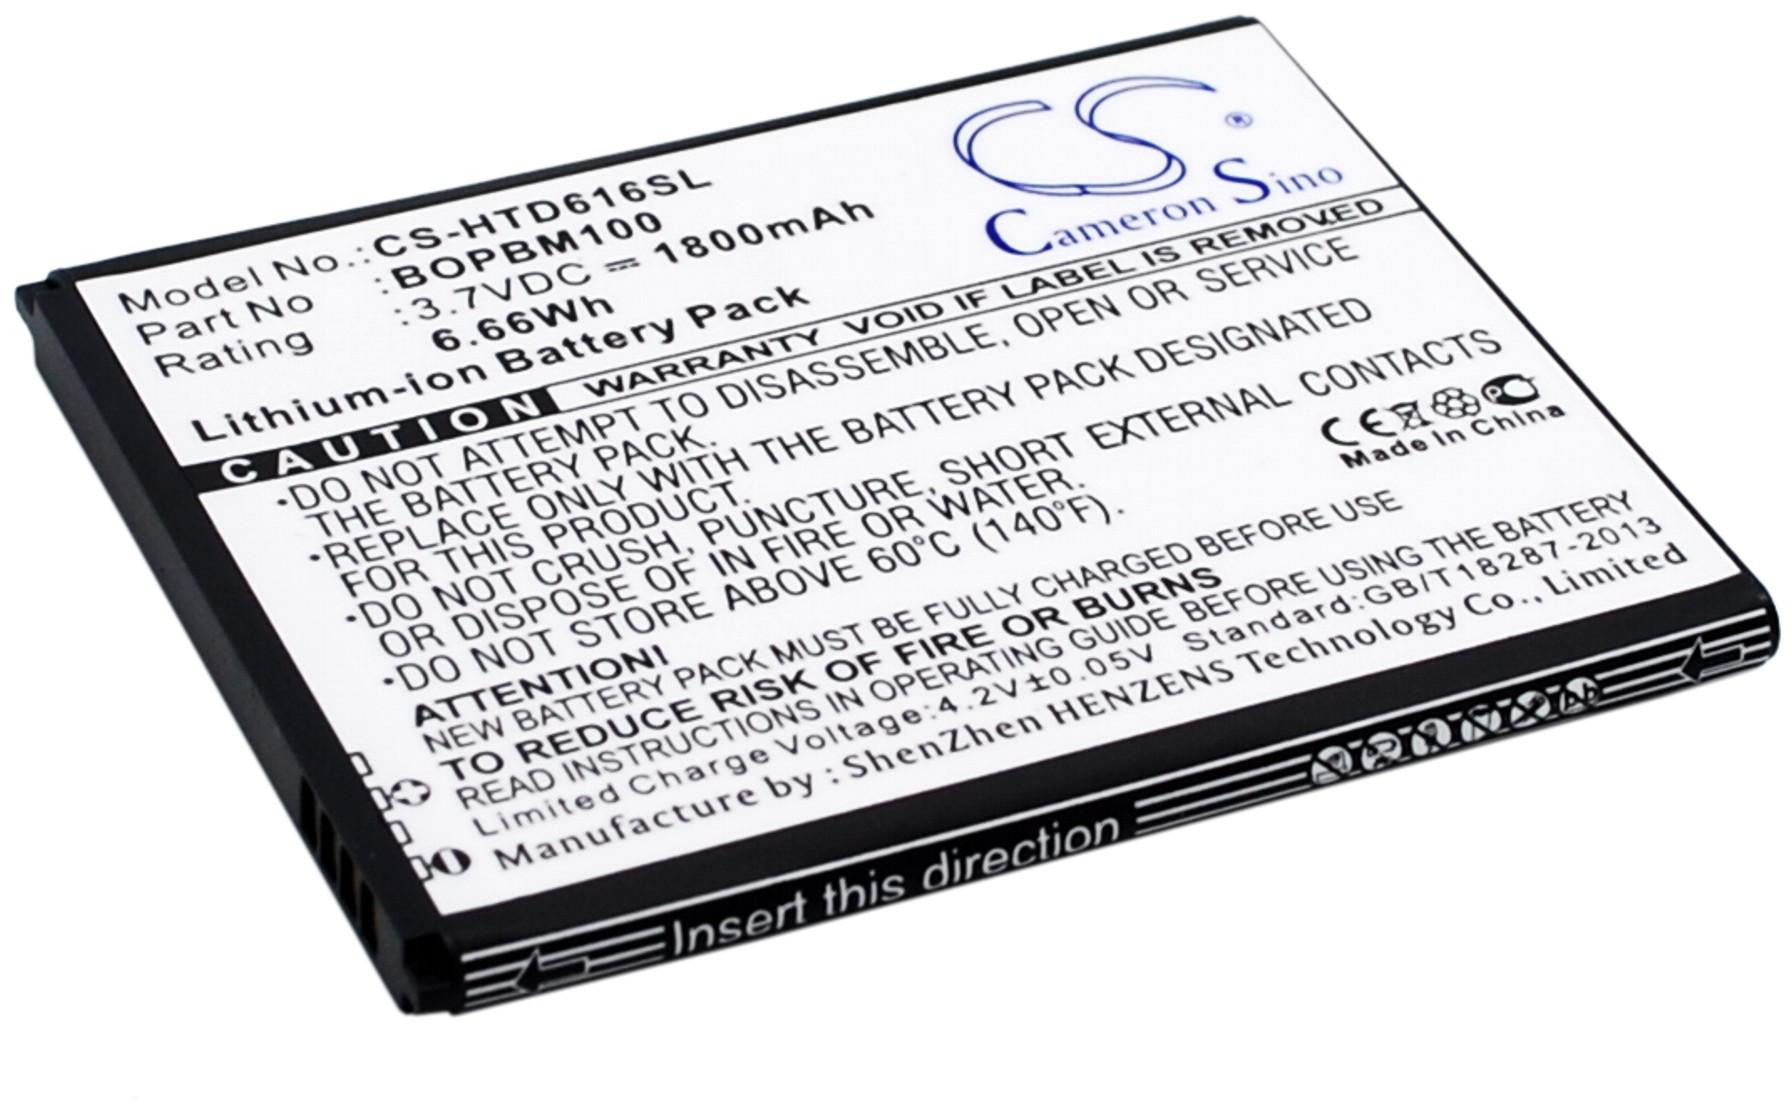 CS ®
Cameron Sino
Model No.:CS-HTD616SL
Part No :BOPBM100
Rating :3.7VDC ⎓ 1800mAh
6.66Wh
Lithium-ion Battery Pack
CAUTION WARRANTY VOID IF LABEL IS REMOVED
•DO NOT ATTEMPT TO DISASSEMBLE, OPEN OR SERVICE
THE BATTERY PACK.
•REPLACE ONLY WITH THE BATTERY PACK DESIGNATED
FOR THIS PRODUCT.
•DO NOT CRUSH, PUNCTURE, SHORT EXTERNAL CONTACTS
OR DISPOSE OF IN FIRE OR WATER.
•DO NOT STORE ABOVE 60°C (140°F).
CE
Made in China
ATTENTION!
NEW BATTERY PACK MUST BE FULLY CHARGED BEFORE USE
TO REDUCE RISK OF FIRE OR BURNS
READ INSTRUCTIONS IN OPERATING GUIDE BEFORE USING THE BATTERY
Limited Charge Voltage:4.2V±0.05V Standard:GB/T18287-2013
Manufacture by : ShenZhen HENZENS Technology Co., Limited
Insert this direction